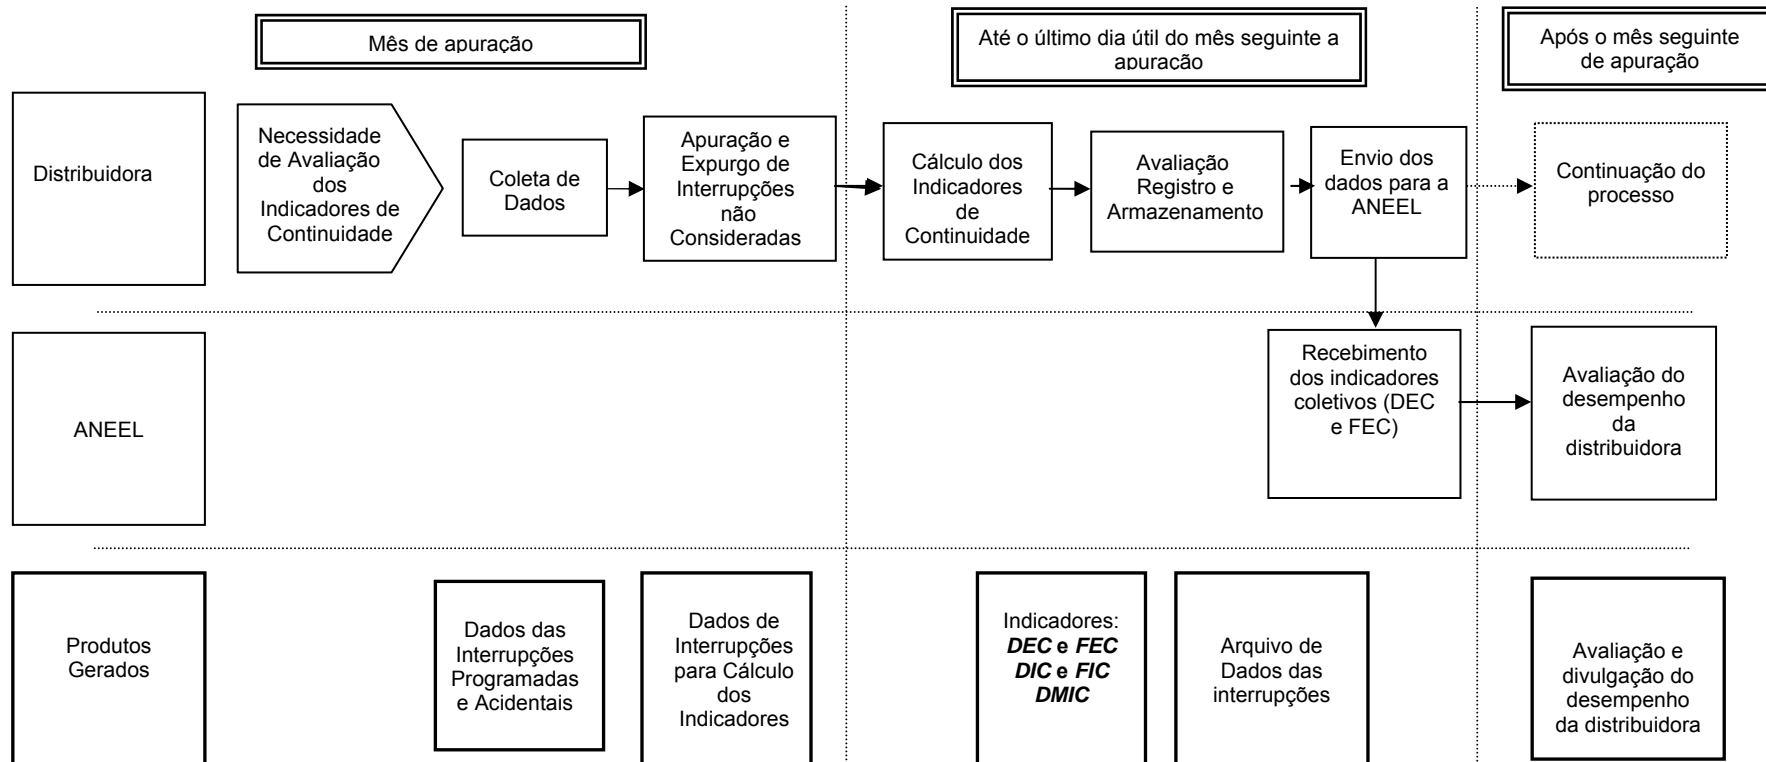 Mês de apuração
Até o último dia útil do mês seguinte a
apuração
Após o mês seguinte
de apuração
Distribuidora
Necessidade
de Avaliação
dos
Indicadores de
Continuidade
Coleta de
Dados
Apuração e
Expurgo de
Interrupções
não
Consideradas
Cálculo dos
Indicadores
de
Continuidade
Avaliação
Registro e
Armazenamento
Envio dos
dados para a
ANEEL
Continuação do
processo
ANEEL
Recebimento
dos indicadores
coletivos (DEC
e FEC)
Avaliação do
desempenho
da
distribuidora
Produtos
Gerados
Dados das
Interrupções
Programadas
e Acidentais
Dados de
Interrupções
para Cálculo
dos
Indicadores
Indicadores:
DEC e FEC
DIC e FIC
DMIC
Arquivo de
Dados das
interrupções
Avaliação e
divulgação do
desempenho
da distribuidora